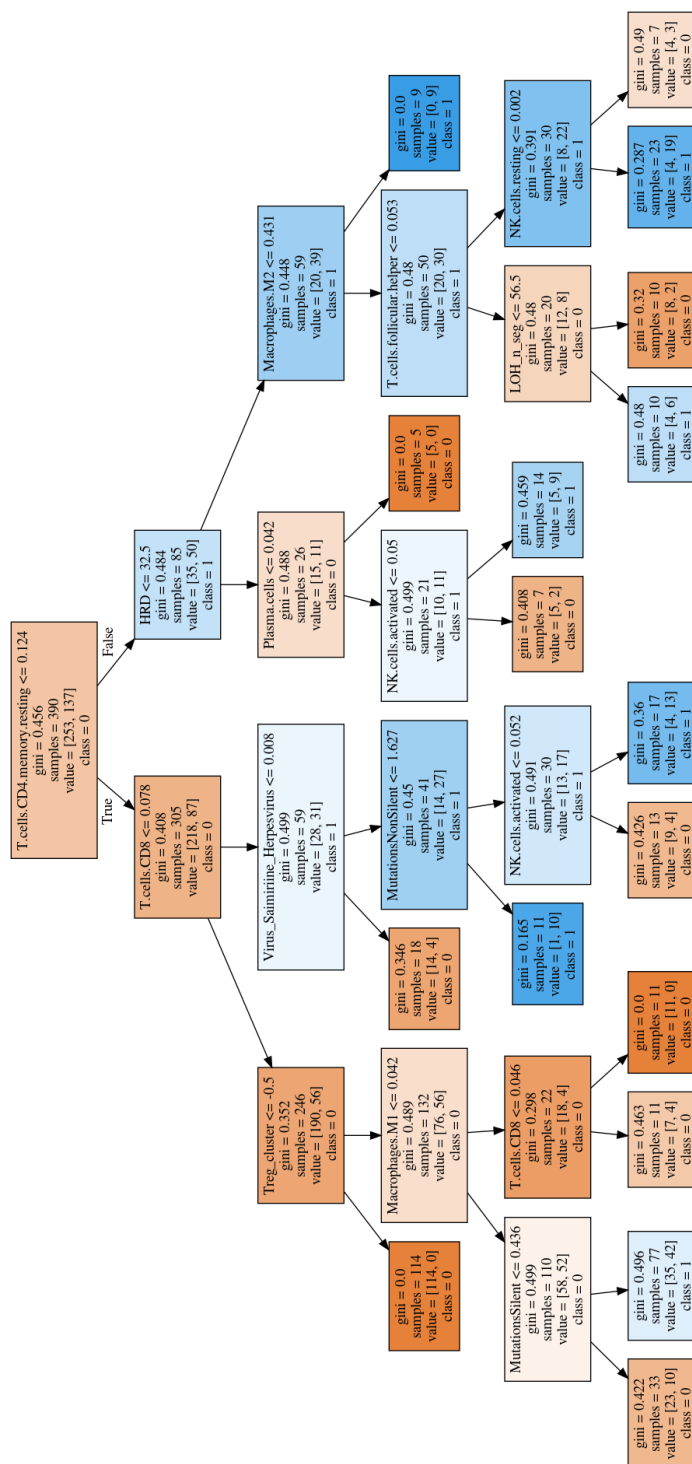 T.cells.CD4.memory.resting <= 0.124
gini = 0.456
samples = 390
value = [253, 137]
class = 0
True
False
T.cells.CD8 <= 0.078
gini = 0.408
samples = 305
value = [218, 87]
class = 0
HRD <= 32.5
gini = 0.484
samples = 85
value = [35, 50]
class = 1
Treg_cluster <= -0.5
gini = 0.352
samples = 246
value = [190, 56]
class = 0
Virus_Saimiriine_Herpesvirus <= 0.008
gini = 0.499
samples = 59
value = [28, 31]
class = 1
Plasma.cells <= 0.042
gini = 0.488
samples = 26
value = [15, 11]
class = 0
Macrophages.M2 <= 0.431
gini = 0.448
samples = 59
value = [20, 39]
class = 1
gini = 0.0
samples = 114
value = [114, 0]
class = 0
Macrophages.M1 <= 0.042
gini = 0.489
samples = 132
value = [76, 56]
class = 0
gini = 0.346
samples = 18
value = [14, 4]
class = 0
MutationsNonSilent <= 1.627
gini = 0.45
samples = 41
value = [14, 27]
class = 1
NK.cells.activated <= 0.05
gini = 0.499
samples = 21
value = [10, 11]
class = 1
gini = 0.0
samples = 5
value = [5, 0]
class = 0
T.cells.follicular.helper <= 0.053
gini = 0.48
samples = 50
value = [20, 30]
class = 1
gini = 0.0
samples = 9
value = [0, 9]
class = 1
MutationsSilent <= 0.436
gini = 0.499
samples = 110
value = [58, 52]
class = 0
T.cells.CD8 <= 0.046
gini = 0.298
samples = 22
value = [18, 4]
class = 0
gini = 0.165
samples = 11
value = [1, 10]
class = 1
NK.cells.activated <= 0.052
gini = 0.491
samples = 30
value = [13, 17]
class = 1
gini = 0.408
samples = 7
value = [5, 2]
class = 0
gini = 0.459
samples = 14
value = [5, 9]
class = 1
LOH_n_seg <= 56.5
gini = 0.48
samples = 20
value = [12, 8]
class = 0
NK.cells.resting <= 0.002
gini = 0.391
samples = 30
value = [8, 22]
class = 1
gini = 0.422
samples = 33
value = [23, 10]
class = 0
gini = 0.496
samples = 77
value = [35, 42]
class = 1
gini = 0.463
samples = 11
value = [7, 4]
class = 0
gini = 0.0
samples = 11
value = [11, 0]
class = 0
gini = 0.426
samples = 13
value = [9, 4]
class = 0
gini = 0.36
samples = 17
value = [4, 13]
class = 1
gini = 0.48
samples = 10
value = [4, 6]
class = 1
gini = 0.32
samples = 10
value = [8, 2]
class = 0
gini = 0.287
samples = 23
value = [4, 19]
class = 1
gini = 0.49
samples = 7
value = [4, 3]
class = 0